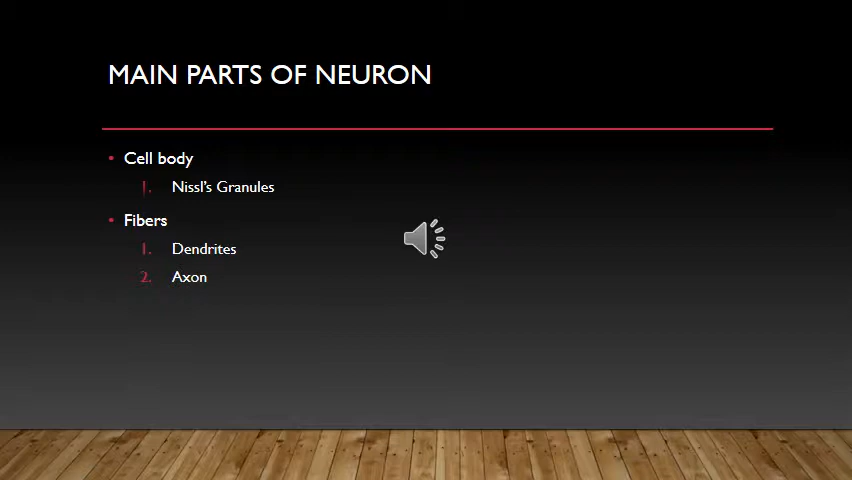 MAIN PARTS OF NEURON
• Cell body
1. Nissl's Granules
• Fibers
1. Dendrites
2. Axon